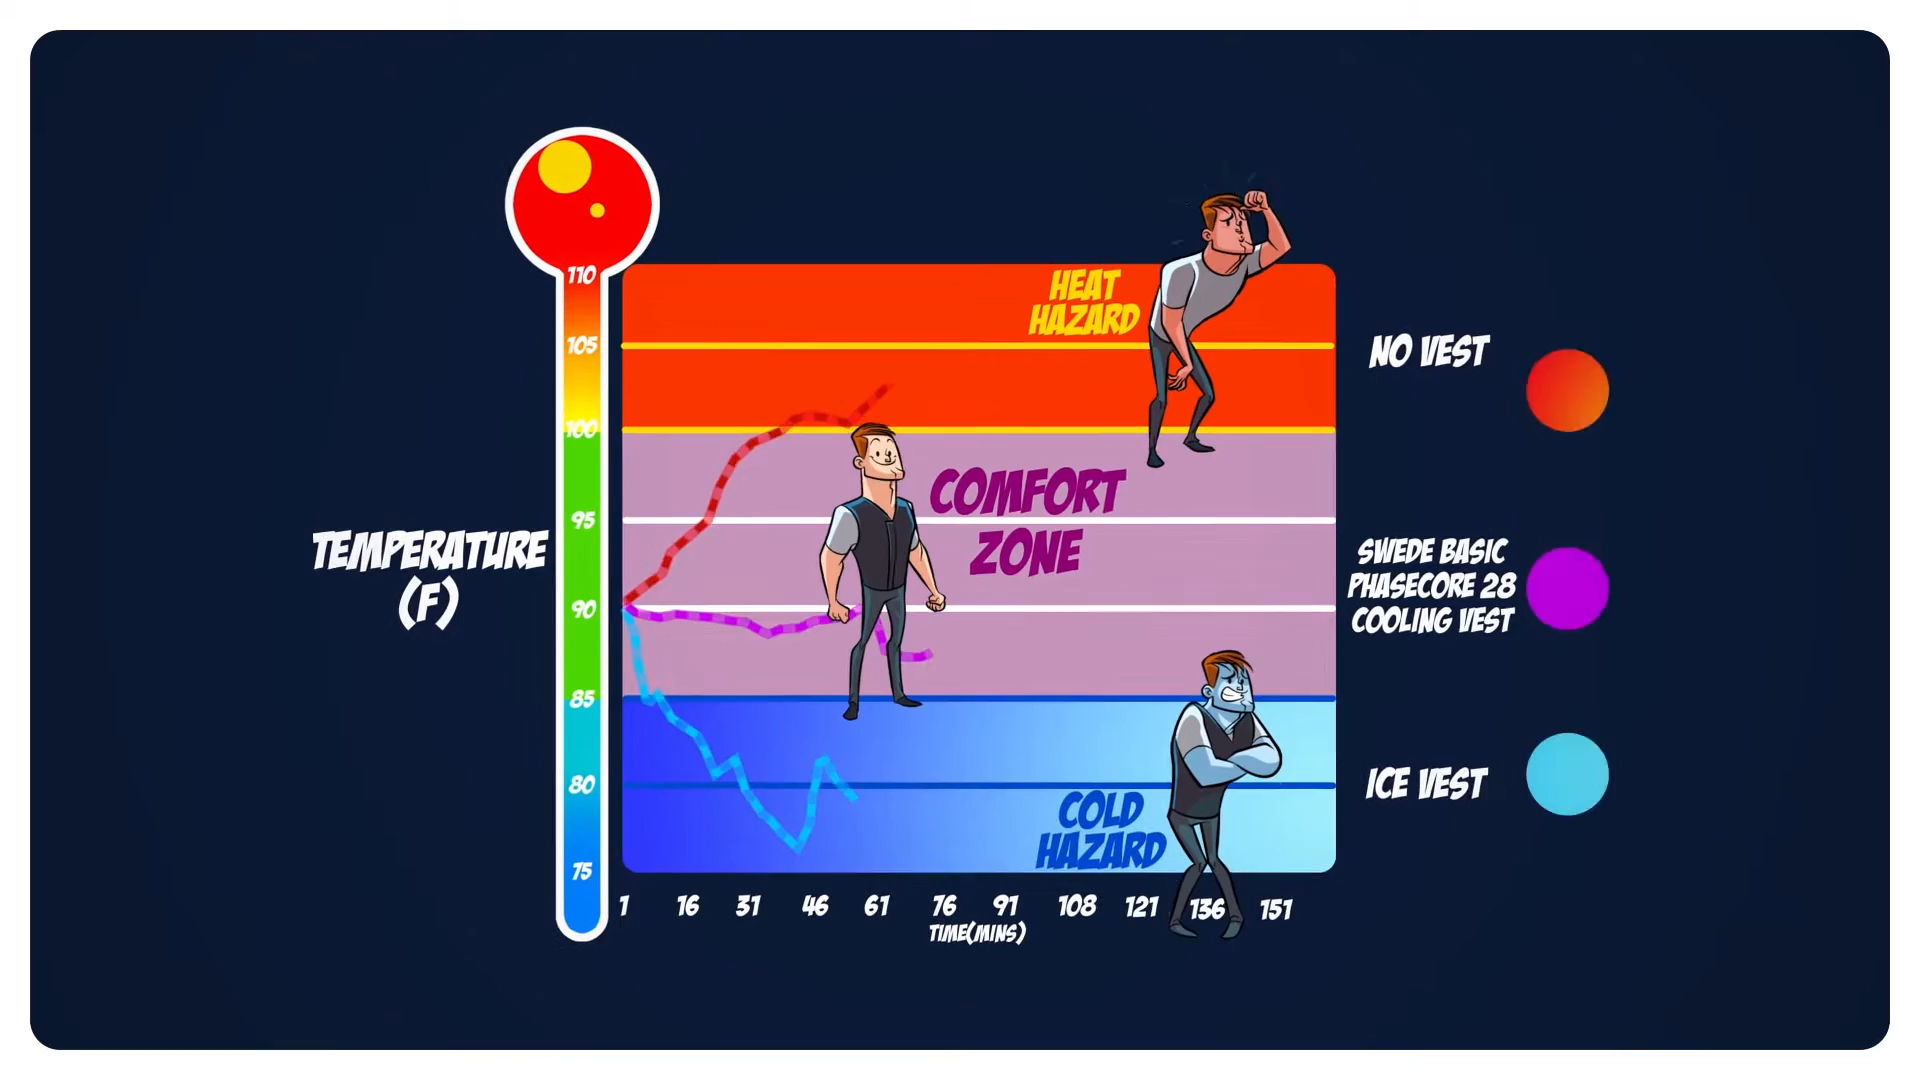 110
HEAT
HAZARD
105
NO VEST
100
COMFORT
95
ZONE
TEMPERATURE
(F)
SWEDE BASIC
PHASECORE 28
COOLING VEST
90
85
80
ICE VEST
COLD
HAZARD
75
1 16 31 46 61 76 91 108 121 136 151
TIME(MINS)